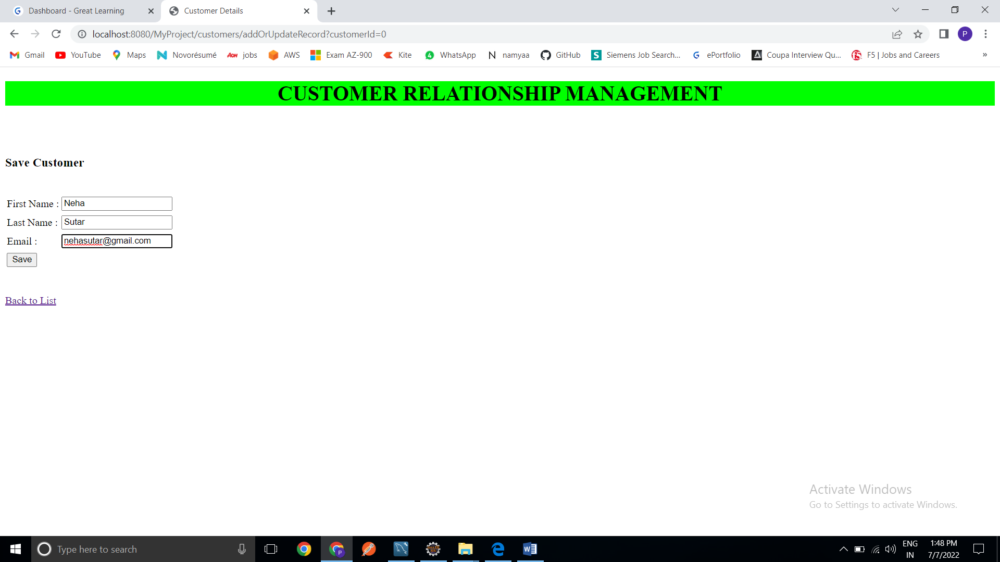 Dashboard - Great Learning
Customer Details
localhost:8080/MyProject/customers/addOrUpdateRecord?customerId=0
P
Gmail YouTube Maps Novorésumé AON jobs AWS Exam AZ-900 Kite 4 WhatsApp N namyaa GitHub S Siemens Job Search... G ePortfolio Coupa Interview Qu... F5 F5 | Jobs and Careers »
CUSTOMER RELATIONSHIP MANAGEMENT
Save Customer
First Name : Neha
Last Name : Sutar
Email : nehasutar@gmail.com
Save
Back to List
Activate Windows
Go to Settings to activate Windows.
Type here to search
ENG 1:48 PM
IN 7/7/2022